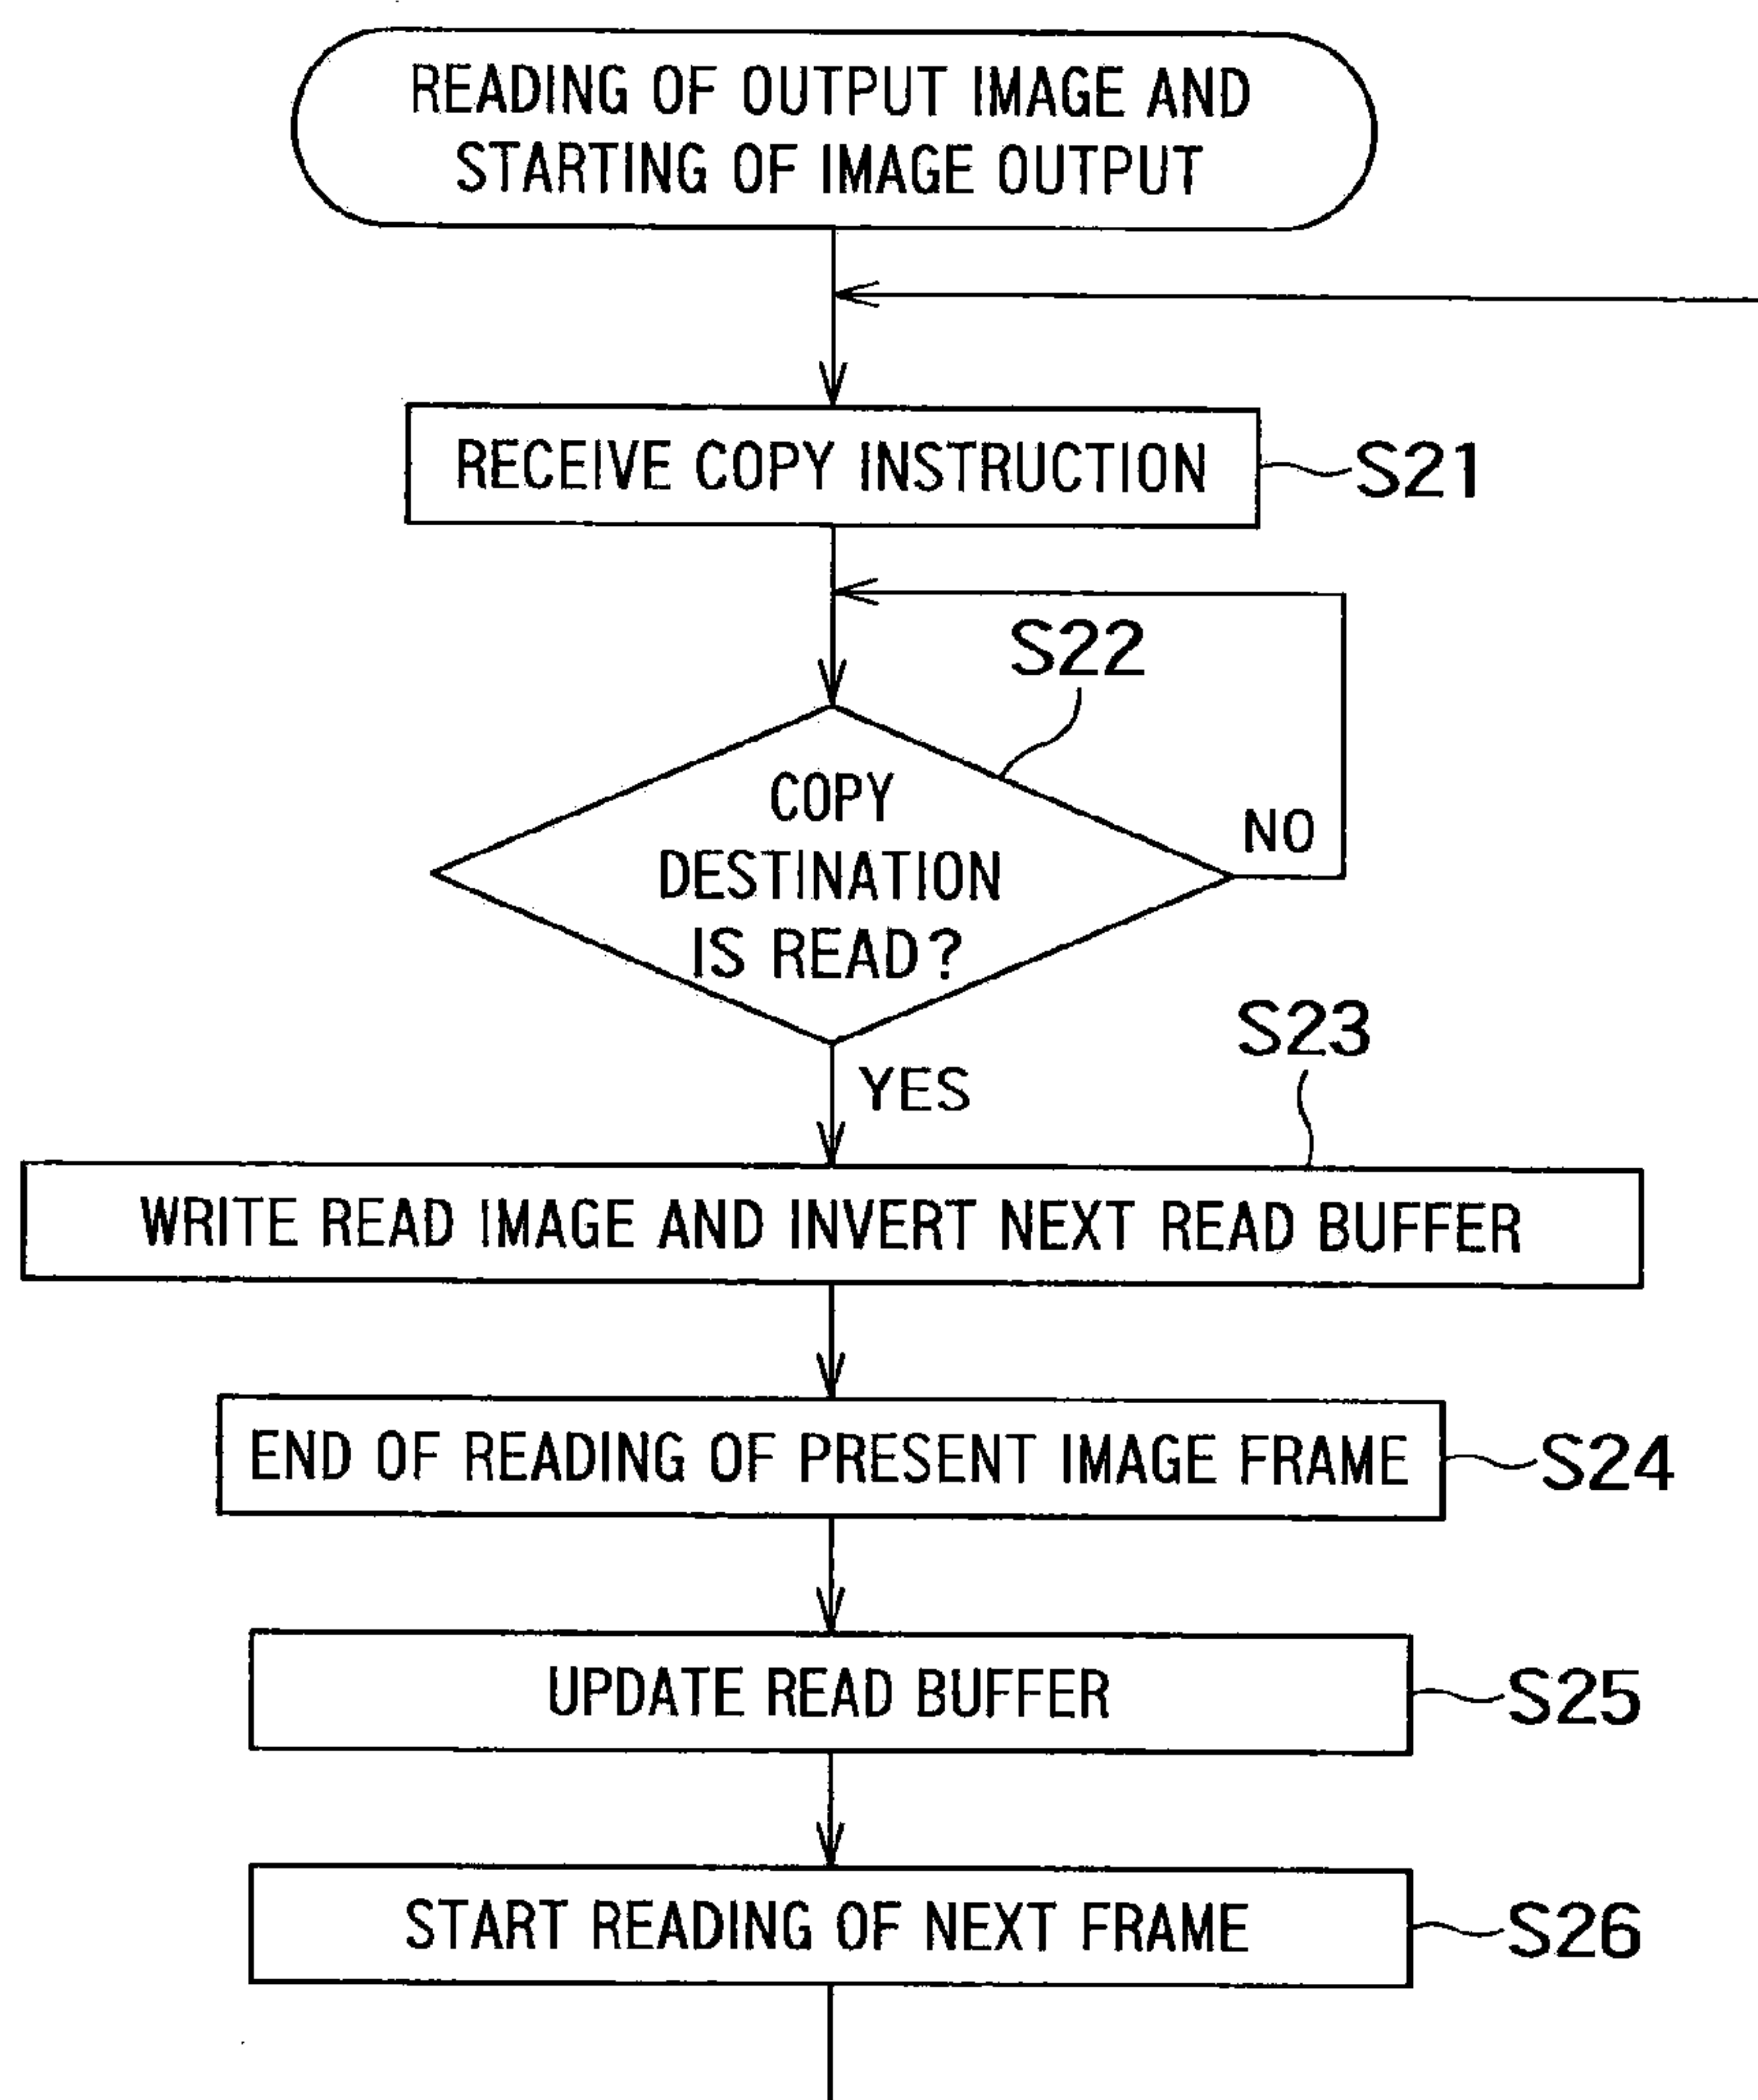 READING OF OUTPUT IMAGE AND
STARTING OF IMAGE OUTPUT
RECEIVE COPY INSTRUCTION
S21
S22
COPY
DESTINATION
IS READ?
NO
YES
S23
WRITE READ IMAGE AND INVERT NEXT READ BUFFER
END OF READING OF PRESENT IMAGE FRAME
S24
UPDATE READ BUFFER
S25
START READING OF NEXT FRAME
S26